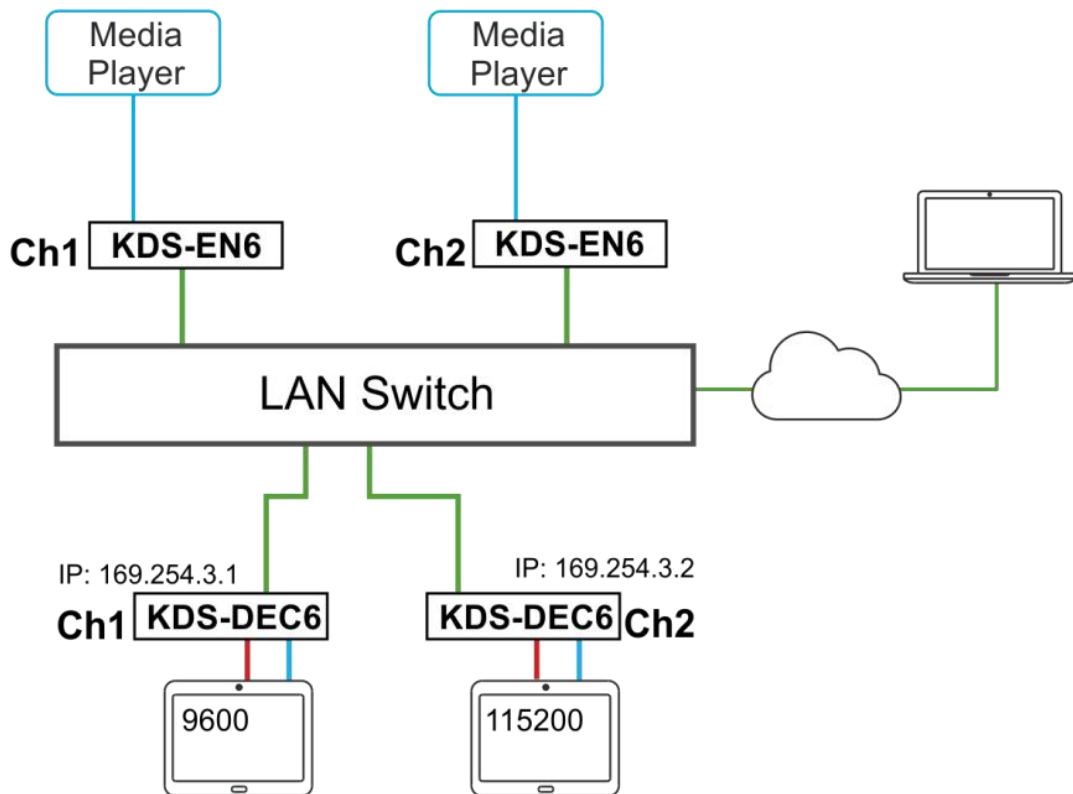 Media
Player
Media
Player
Ch1
KDS-EN6
Ch2
KDS-EN6
LAN Switch
IP: 169.254.3.1
IP: 169.254.3.2
Ch1
KDS-DEC6
KDS-DEC6
Ch2
9600
115200